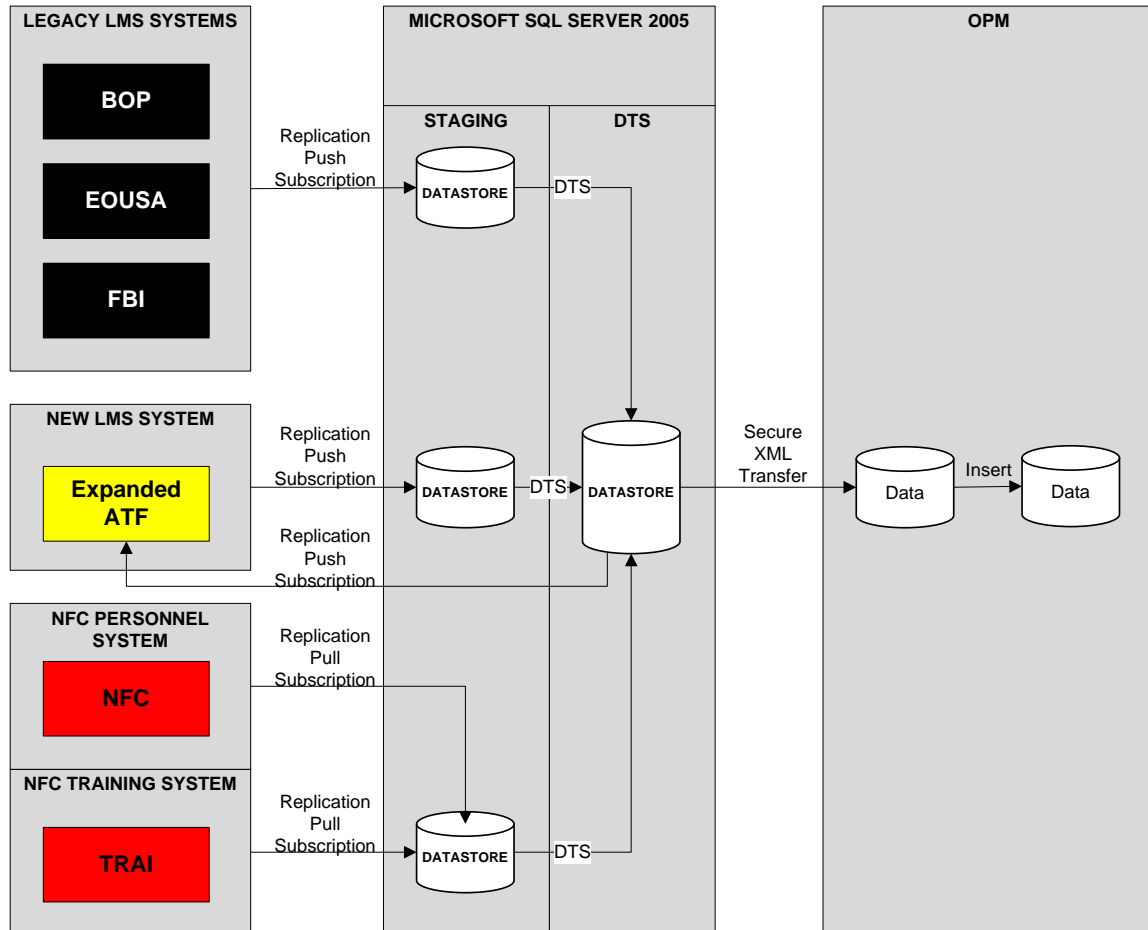 LEGACY LMS SYSTEMS
BOP
EOUSA
FBI
Replication
Push
Subscription
MICROSOFT SQL SERVER 2005
STAGING
DTS
DATASTORE
DTS
OPM
NEW LMS SYSTEM
Expanded
ATF
Replication
Push
Subscription
Replication
Push
Subscription
DATASTORE
DTS
DATASTORE
Secure
XML
Transfer
Data
Insert
Data
NFC PERSONNEL
SYSTEM
NFC
Replication
Pull
Subscription
NFC TRAINING SYSTEM
TRAI
Replication
Pull
Subscription
DATASTORE
DTS